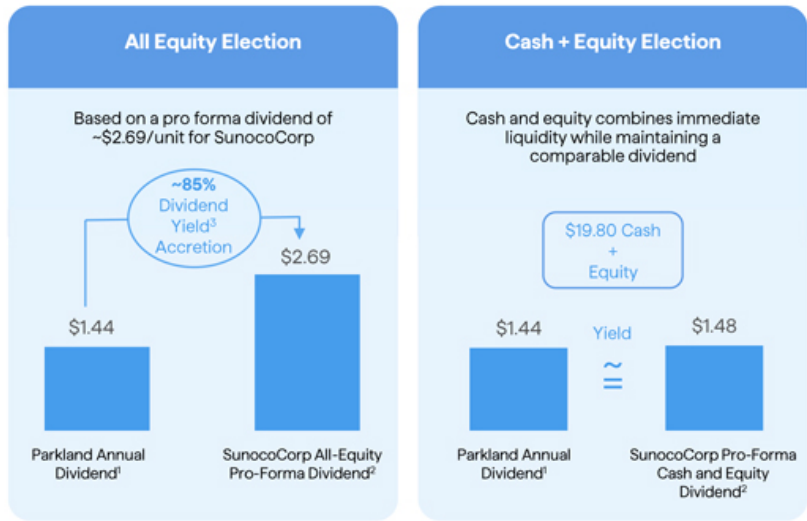 All Equity Election
Based on a pro forma dividend of
~$2.69/unit for SunocoCorp
~85%
Dividend
Yield³
Accretion
$2.69
$1.44
Parkland Annual
Dividend¹
SunocoCorp All-Equity
Pro-Forma Dividend²
Cash + Equity Election
Cash and equity combines immediate
liquidity while maintaining a
comparable dividend
$19.80 Cash
+
Equity
$1.44
Yield
≅
$1.48
Parkland Annual
Dividend¹
SunocoCorp Pro-Forma
Cash and Equity
Dividend²